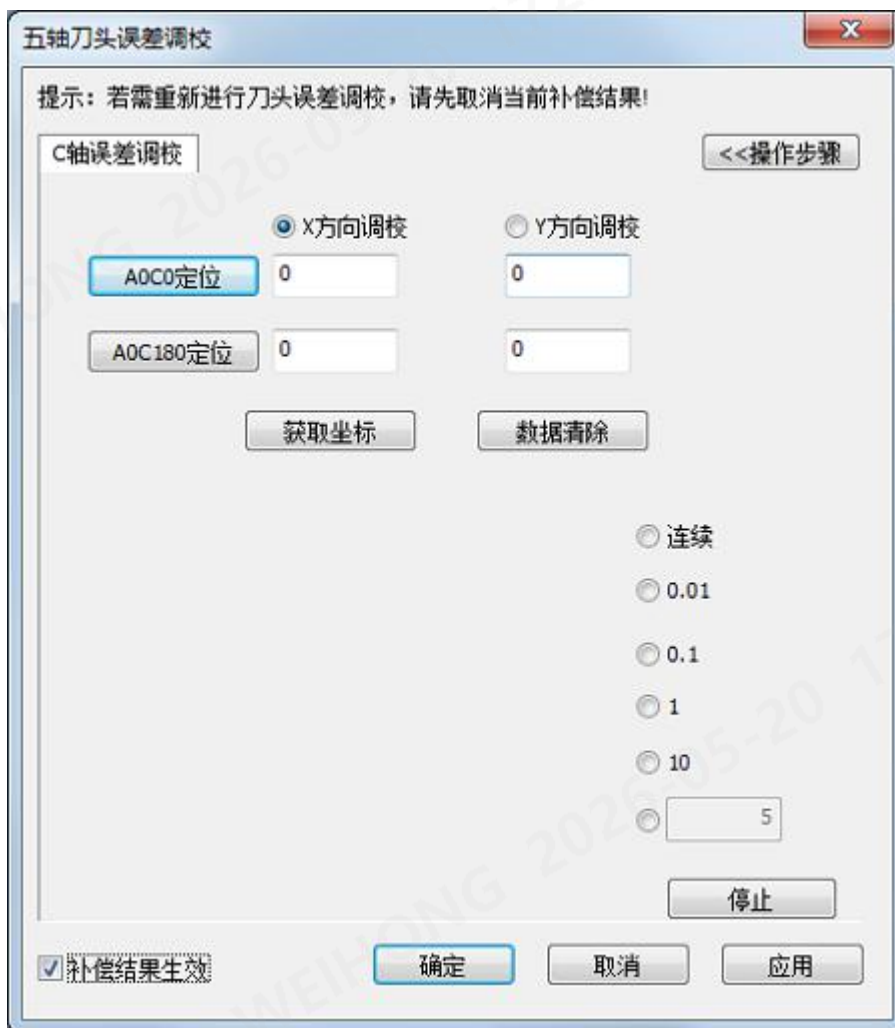 五轴刀头误差调校
提示：若需重新进行刀头误差调校，请先取消当前补偿结果!
C轴误差调校
<<操作步骤
X方向调校 Y方向调校
A0C0定位 0 0
A0C180定位 0 0
获取坐标 数据清除
连续
0.01
0.1
1
10
5
停止
补偿结果生效 确定 取消 应用
WEIHONG 2026-05-20 17